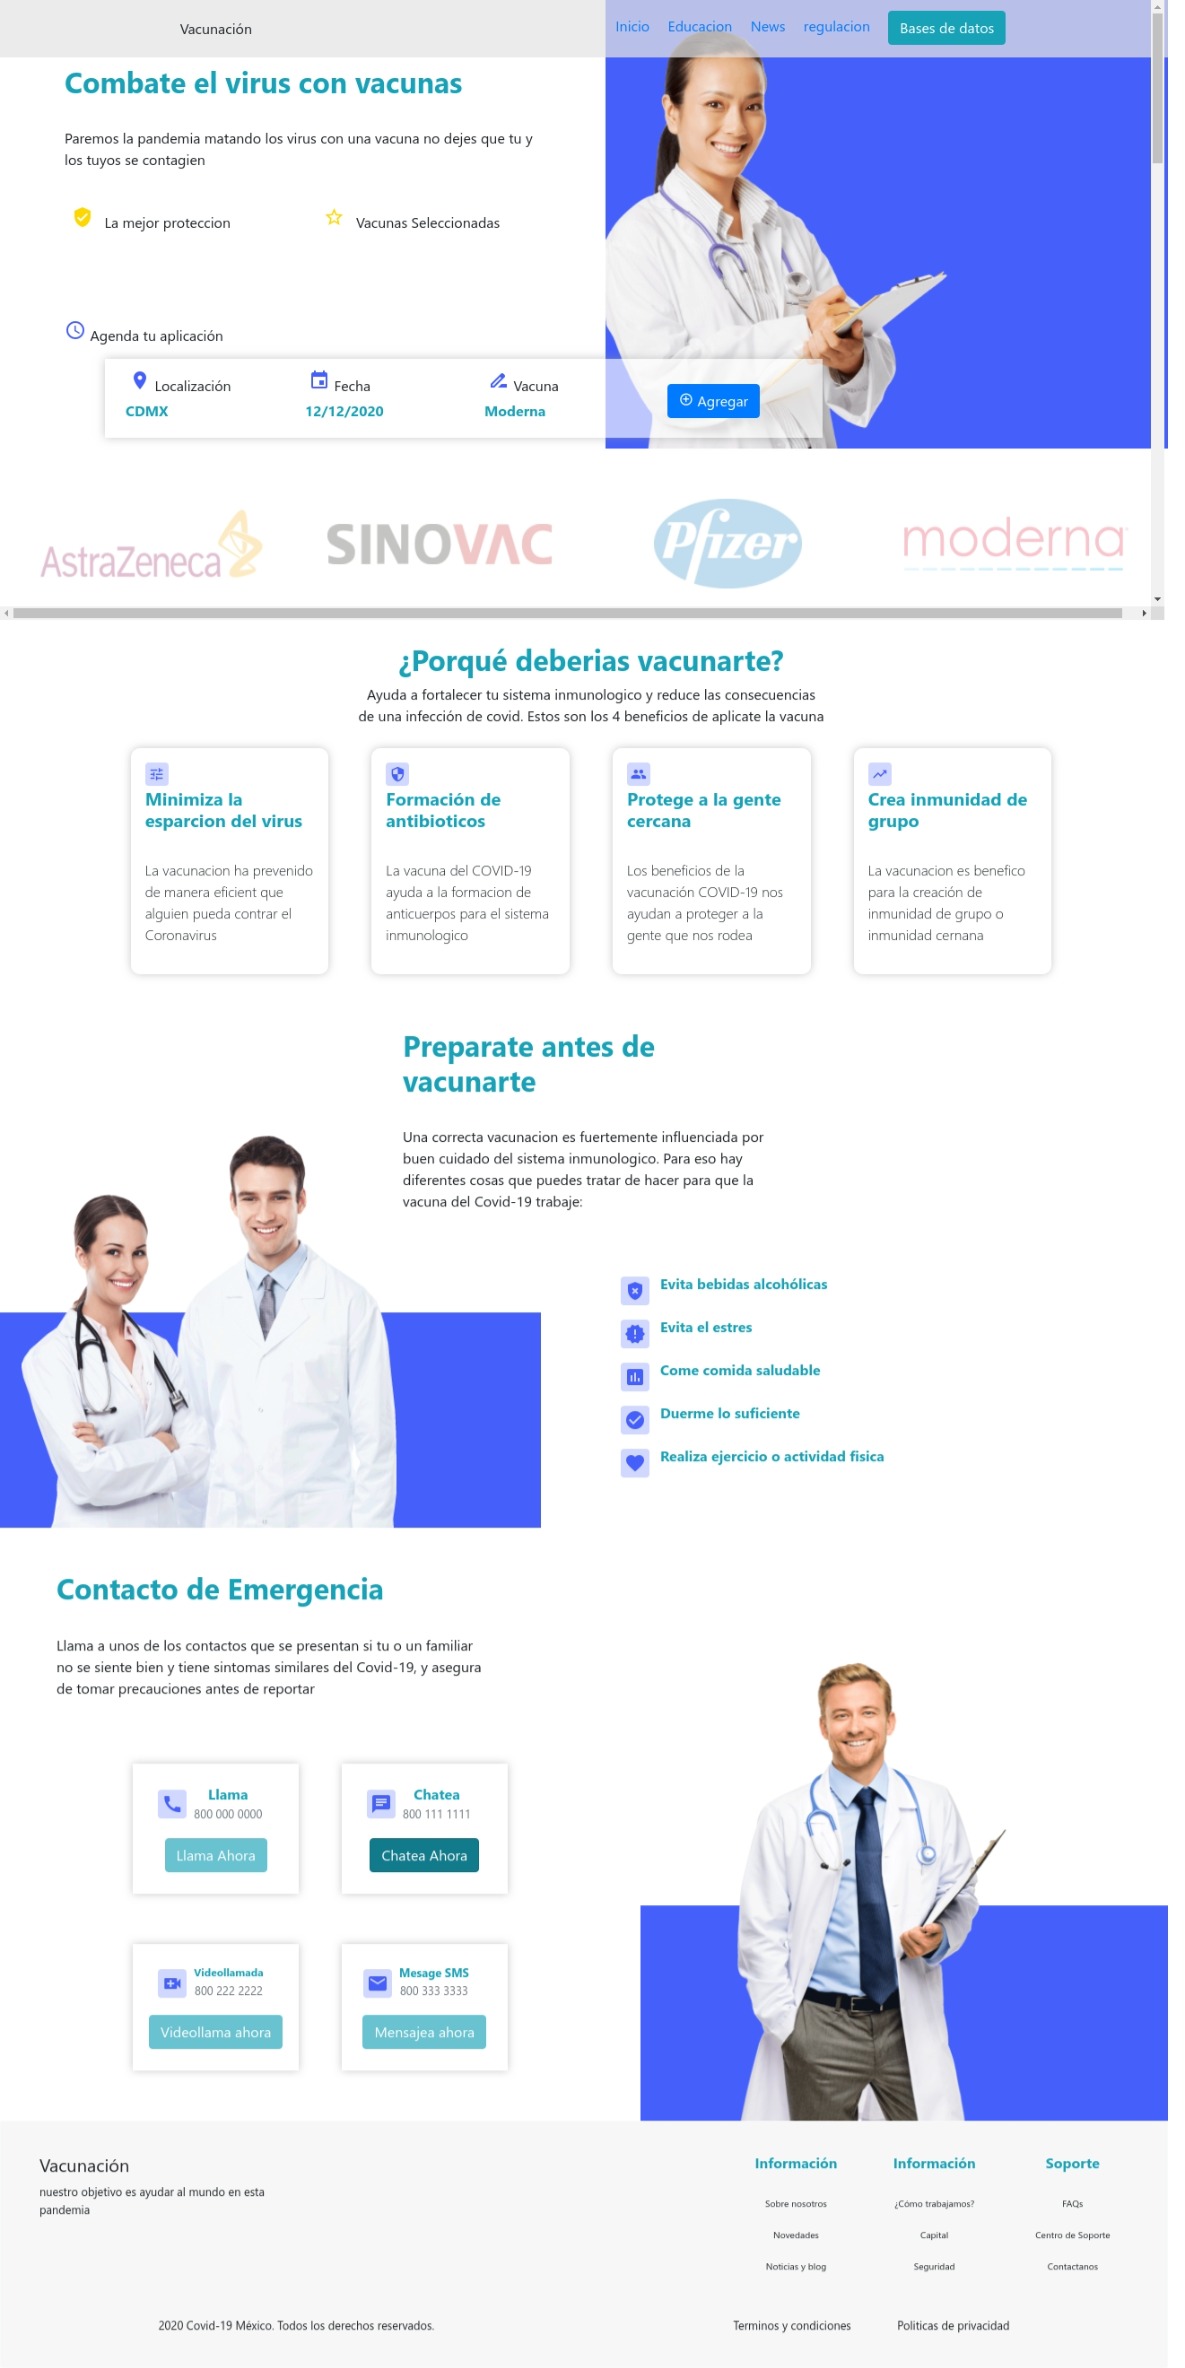 Vacunación
Inicio Educacion News regulacion Bases de datos
Combate el virus con vacunas
Paremos la pandemia matando los virus con una vacuna no dejes que tu y
los tuyos se contagien
La mejor proteccion
Vacunas Seleccionadas
Agenda tu aplicación
Localización
CDMX
Fecha
12/12/2020
Vacuna
Moderna
Agregar
AstraZeneca
SINOVAC
Pfizer
moderna
¿Porqué deberias vacunarte?
Ayuda a fortalecer tu sistema inmunologico y reduce las consecuencias
de una infección de covid. Estos son los 4 beneficios de aplicate la vacuna
Minimiza la
esparcion del virus
La vacunacion ha prevenido
de manera eficient que
alguien pueda contrar el
Coronavirus
Formación de
antibioticos
La vacuna del COVID-19
ayuda a la formacion de
anticuerpos para el sistema
inmunologico
Protege a la gente
cercana
Los beneficios de la
vacunación COVID-19 nos
ayudan a proteger a la
gente que nos rodea
Crea inmunidad de
grupo
La vacunacion es benefico
para la creación de
inmunidad de grupo o
inmunidad cernana
Preparate antes de
vacunarte
Una correcta vacunacion es fuertemente influenciada por
buen cuidado del sistema inmunologico. Para eso hay
diferentes cosas que puedes tratar de hacer para que la
vacuna del Covid-19 trabaje:
Evita bebidas alcohólicas
Evita el estres
Come comida saludable
Duerme lo suficiente
Realiza ejercicio o actividad fisica
Contacto de Emergencia
Llama a unos de los contactos que se presentan si tu o un familiar
no se siente bien y tiene sintomas similares del Covid-19, y asegura
de tomar precauciones antes de reportar
Llama
800 000 0000
Llama Ahora
Chatea
800 111 1111
Chatea Ahora
Videollamada
800 222 2222
Videollama ahora
Mesage SMS
800 333 3333
Mensajea ahora
Vacunación
nuestro objetivo es ayudar al mundo en esta
pandemia
Información
Sobre nosotros
Novedades
Noticias y blog
Información
¿Cómo trabajamos?
Capital
Seguridad
Soporte
FAQs
Centro de Soporte
Contactanos
2020 Covid-19 México. Todos los derechos reservados.
Terminos y condiciones
Politicas de privacidad